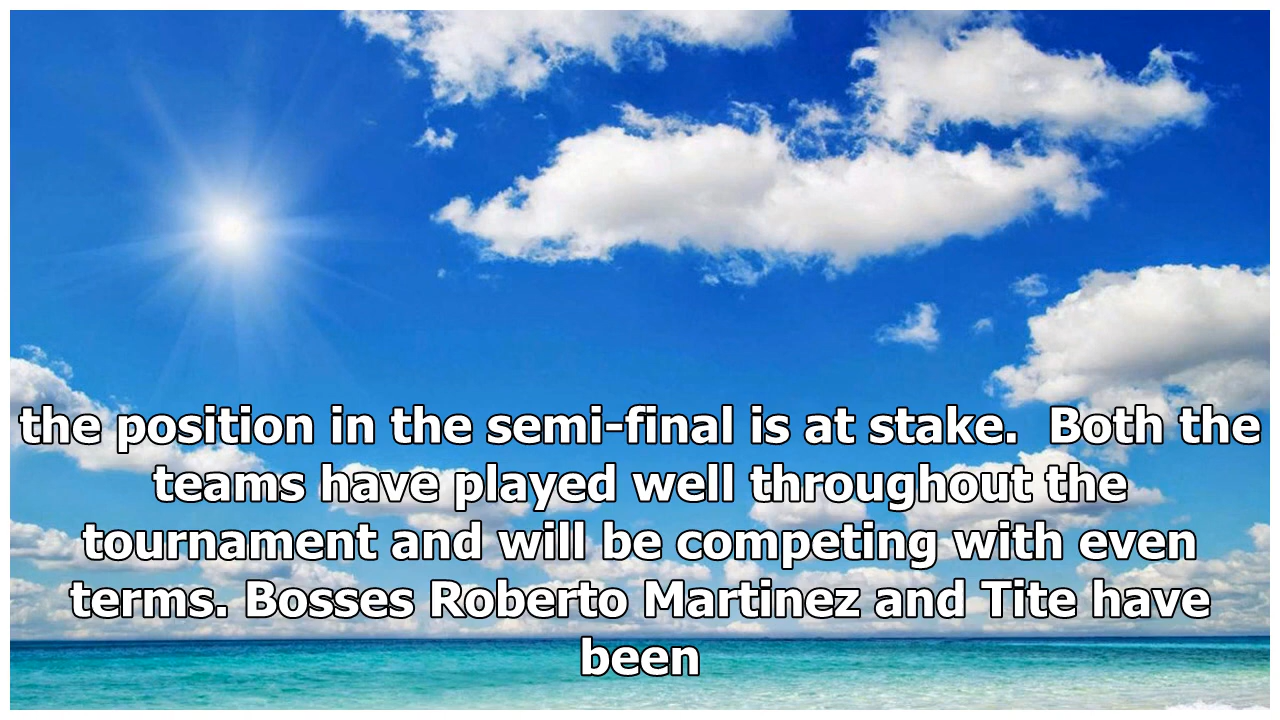 the position in the semi-final is at stake.  Both the
teams have played well throughout the
tournament and will be competing with even
terms. Bosses Roberto Martinez and Tite have
been